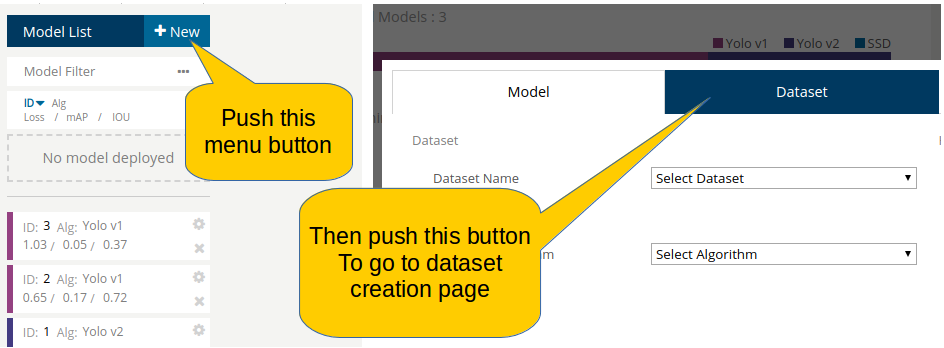 Model List
+ New
Model Filter
•••
ID Alg
Loss / mAP / IOU
No model deployed
ID: 3 Alg: Yolo v1
1.03 / 0.05 / 0.37
ID: 2 Alg: Yolo v1
0.65 / 0.17 / 0.72
ID: 1 Alg: Yolo v2
Push this
menu button
Models : 3
Yolo v1 Yolo v2 SSD
Model
Dataset
Dataset
Dataset Name
Select Dataset
Select Algorithm
Then push this button
To go to dataset
creation page